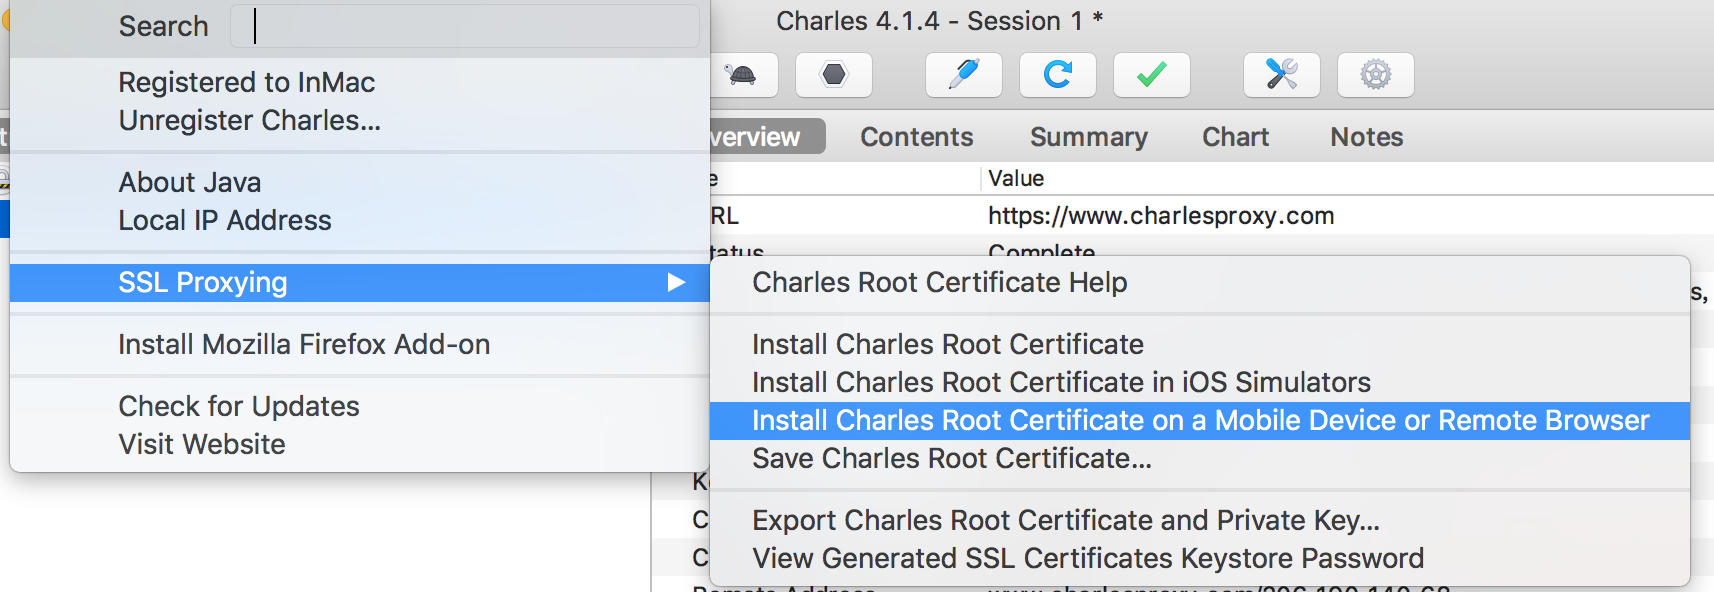 Charles 4.1.4 - Session 1 *
Search
Registered to InMac
Unregister Charles...
About Java
Local IP Address
SSL Proxying
Install Mozilla Firefox Add-on
Check for Updates
Visit Website
verview
Contents
Summary
Chart
Notes
Value
RL
https://www.charlesproxy.com
tatus
Complete
Charles Root Certificate Help
Install Charles Root Certificate
Install Charles Root Certificate in iOS Simulators
Install Charles Root Certificate on a Mobile Device or Remote Browser
Save Charles Root Certificate...
Export Charles Root Certificate and Private Key...
View Generated SSL Certificates Keystore Password
Remote Address